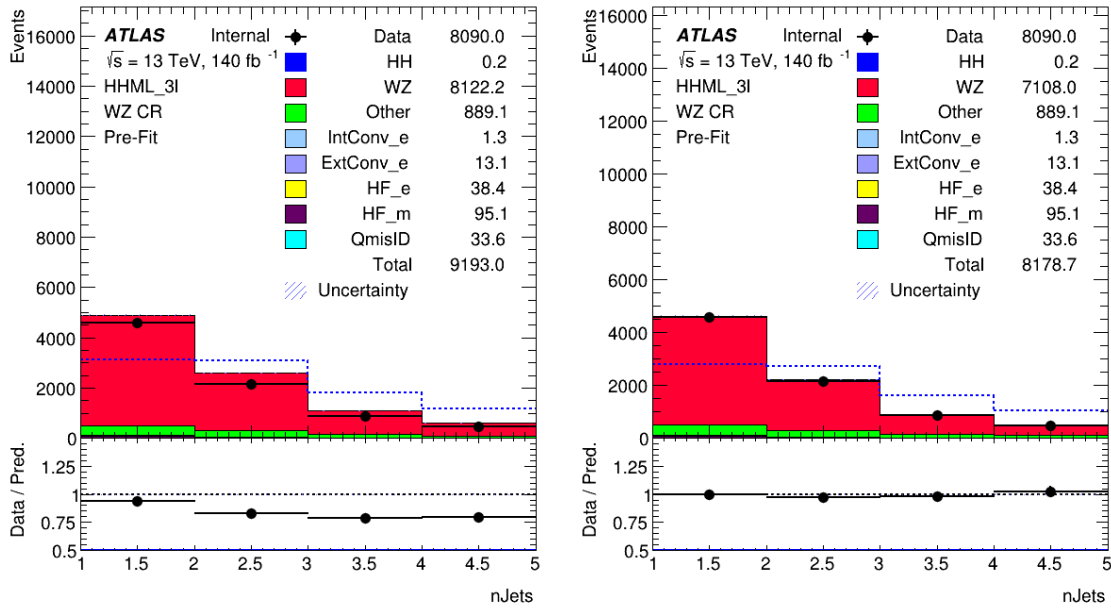 Events
16000
14000
12000
10000
8000
6000
4000
2000
0
ATLAS Internal
√s = 13 TeV, 140 fb -1
HHML_3l
WZ CR
Pre-Fit
Data 8090.0
HH 0.2
WZ 8122.2
Other 889.1
IntConv_e 1.3
ExtConv_e 13.1
HF_e 38.4
HF_m 95.1
QmisID 33.6
Total 9193.0
Uncertainty
Data / Pred.
1.25
1
0.75
0.5
1 1.5 2 2.5 3 3.5 4 4.5 5
nJets
Events
16000
14000
12000
10000
8000
6000
4000
2000
0
ATLAS Internal
√s = 13 TeV, 140 fb -1
HHML_3l
WZ CR
Pre-Fit
Data 8090.0
HH 0.2
WZ 7108.0
Other 889.1
IntConv_e 1.3
ExtConv_e 13.1
HF_e 38.4
HF_m 95.1
QmisID 33.6
Total 8178.7
Uncertainty
Data / Pred.
1.25
1
0.75
0.5
1 1.5 2 2.5 3 3.5 4 4.5 5
nJets